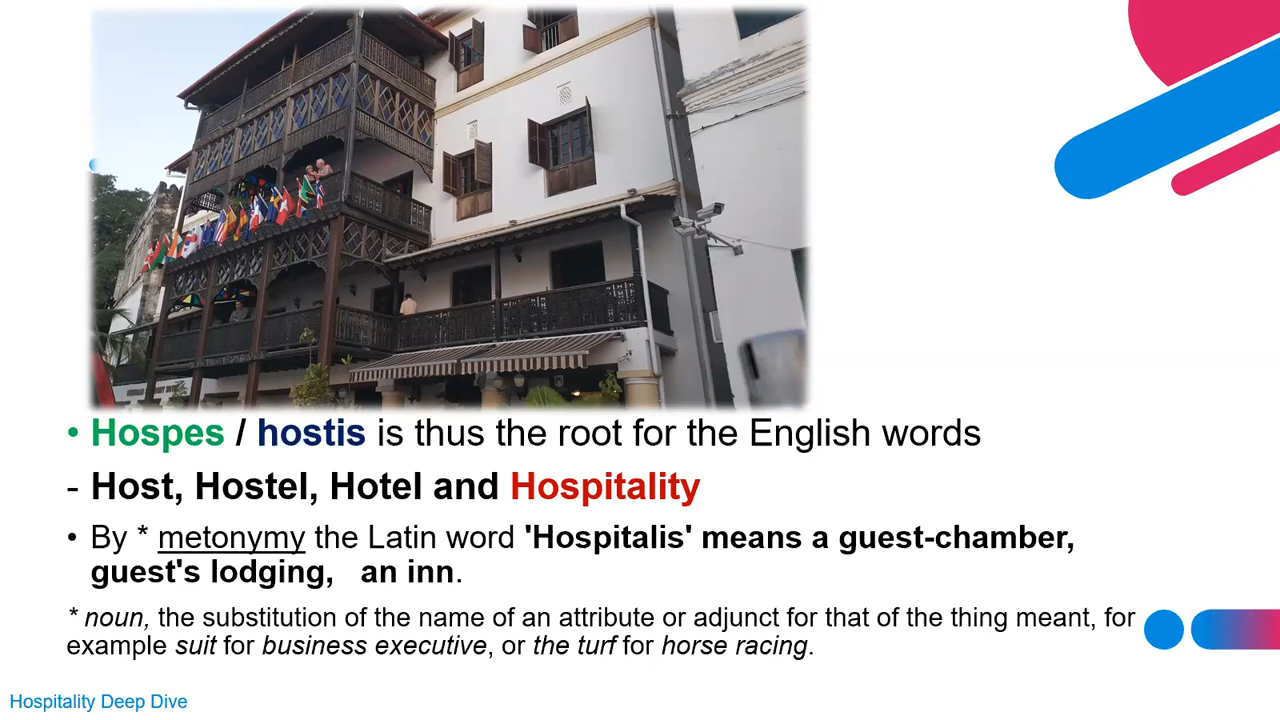 • Hospes / hostis is thus the root for the English words
- Host, Hostel, Hotel and Hospitality
• By * metonymy the Latin word 'Hospitalis' means a guest-chamber,
guest's lodging, an inn.
* noun, the substitution of the name of an attribute or adjunct for that of the thing meant, for
example suit for business executive, or the turf for horse racing.
Hospitality Deep Dive